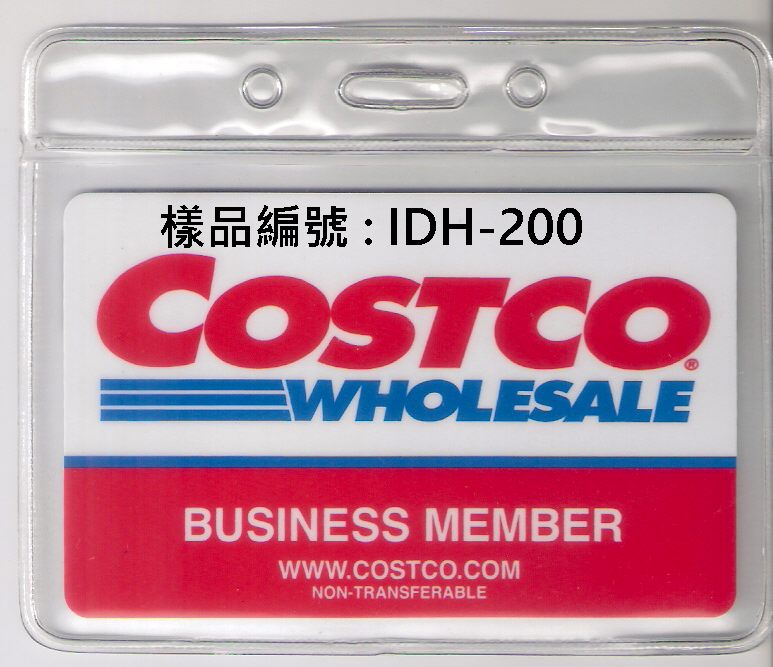 樣品編號 : IDH-200
COSTCO
®
WHOLESALE
BUSINESS MEMBER
WWW.COSTCO.COM
NON-TRANSFERABLE